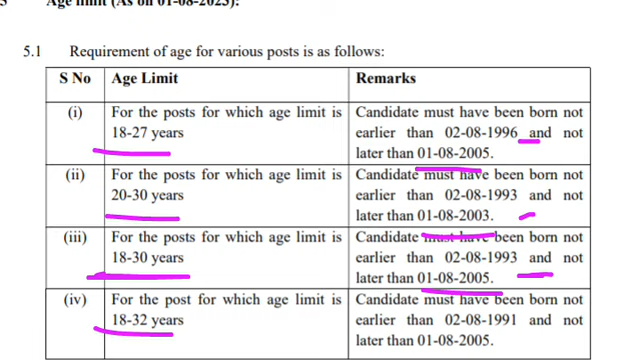 5 Age limit (As on 01-08-2023):
5.1 Requirement of age for various posts is as follows:
S No Age Limit Remarks
(i) For the posts for which age limit is Candidate must have been born not
18-27 years earlier than 02-08-1996 and not
later than 01-08-2005.
(ii) For the posts for which age limit is Candidate must have been born not
20-30 years earlier than 02-08-1993 and not
later than 01-08-2003.
(iii) For the posts for which age limit is Candidate must have been born not
18-30 years earlier than 02-08-1993 and not
later than 01-08-2005.
(iv) For the post for which age limit is Candidate must have been born not
18-32 years earlier than 02-08-1991 and not
later than 01-08-2005.